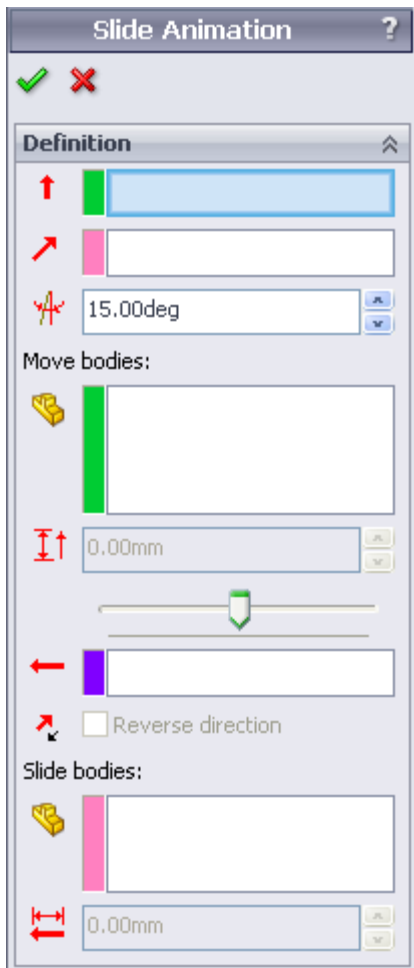 Slide Animation ?
Definition
15.00deg
Move bodies:
0.00mm
Reverse direction
Slide bodies:
0.00mm